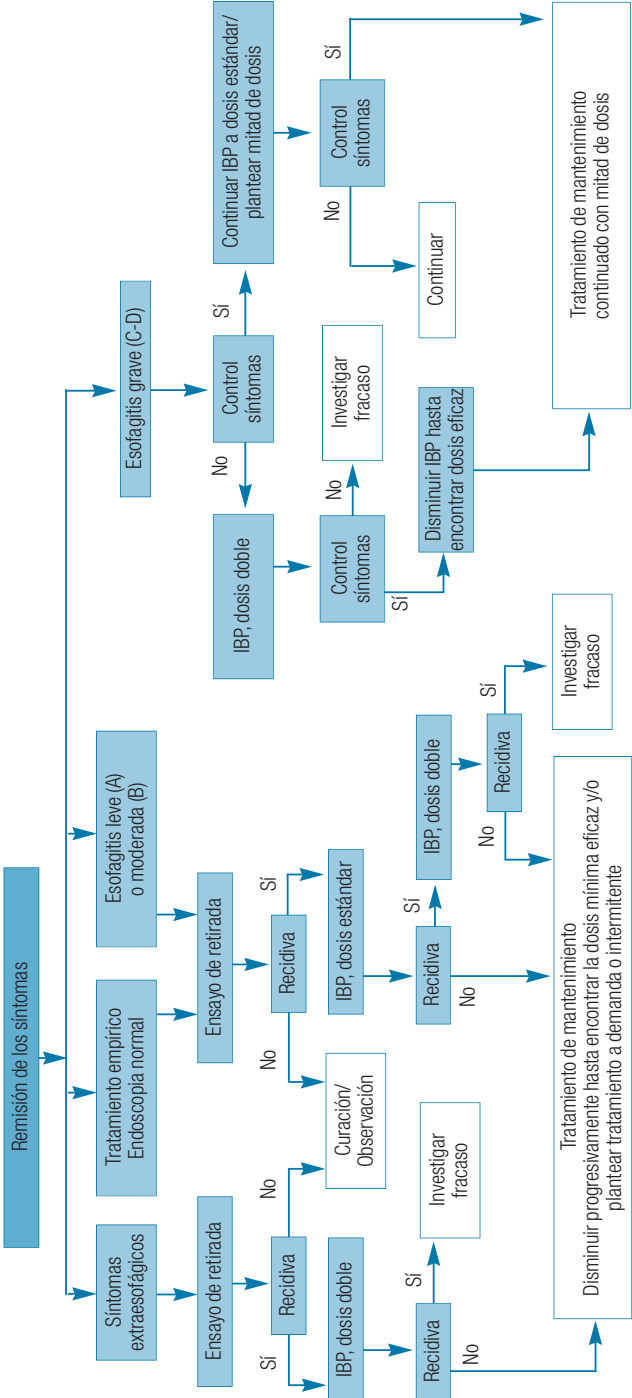 Remisión de los síntomas
Síntomas
extraesofágicos
Tratamiento empírico
Endoscopia normal
Esofagitis leve (A)
o moderada (B)
Esofagitis grave (C-D)
Ensayo de retirada
Ensayo de retirada
Control
síntomas
No
Sí
Recidiva
Sí
No
Recidiva
No
Sí
IBP, dosis doble
Continuar IBP a dosis estándar/
plantear mitad de dosis
IBP, dosis doble
Curación/
Observación
IBP, dosis estándar
Control
síntomas
Sí
No
Investigar
fracaso
Control
síntomas
No
Sí
Recidiva
Sí
No
Investigar
fracaso
Recidiva
Sí
No
IBP, dosis doble
Recidiva
No
Sí
Investigar
fracaso
Disminuir IBP hasta
encontrar dosis eficaz
Continuar
Tratamiento de mantenimiento
Disminuir progresivamente hasta encontrar la dosis mínima eficaz y/o
plantear tratamiento a demanda o intermitente
Tratamiento de mantenimiento
continuado con mitad de dosis